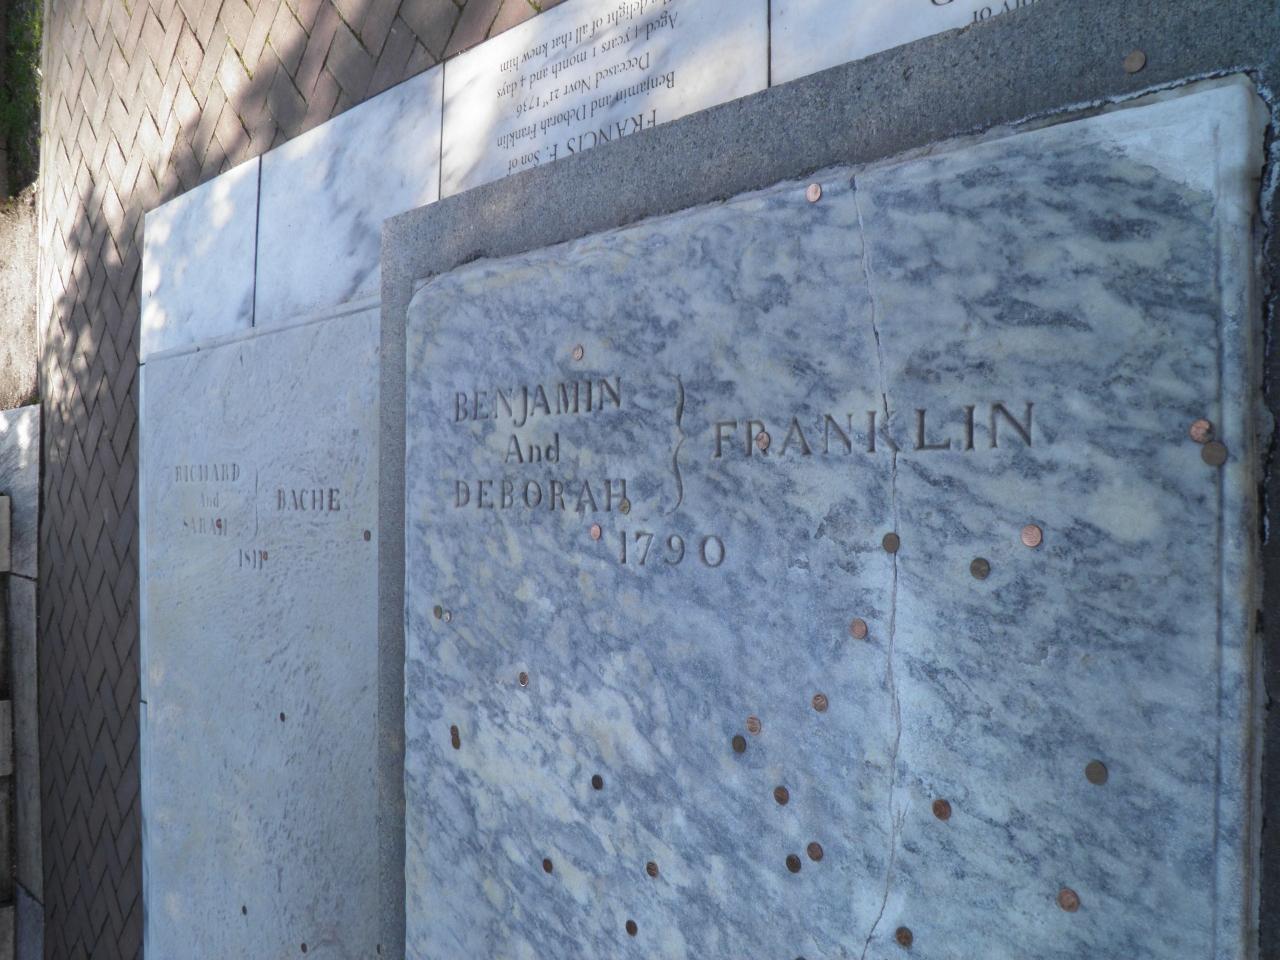 FRANCIS F. Son of
Benjamin and Deborah Franklin
Deceased Novr 21st 1736
Aged 4 years 1 month and 4 days
The delight of all that knew him
BENJAMIN
And
DEBORAH
FRANKLIN
1790
RICHARD
And
SARAH
BACHE
1811